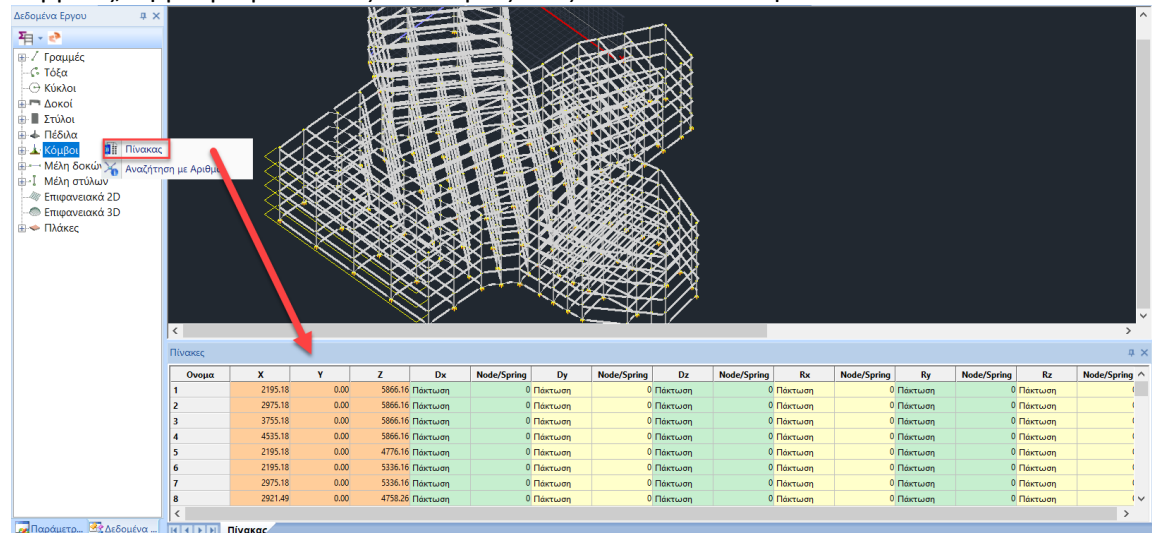 Δεδομένα Εργου
Γραμμές
Τόξα
Κύκλοι
Δοκοί
Στύλοι
Πέδιλα
Κόμβοι
Πίνακας
Μέλη δοκών
Αναζήτηση με Αριθμ
Μέλη στύλων
Επιφανειακά 2D
Επιφανειακά 3D
Πλάκες
Πίνακες
Ονομα X Y Z Dx Node/Spring Dy Node/Spring Dz Node/Spring Rx Node/Spring Ry Node/Spring Rz Node/Spring
1 2195.18 0.00 5866.16 Πάκτωση 0 Πάκτωση 0 Πάκτωση 0 Πάκτωση 0 Πάκτωση 0 Πάκτωση
2 2975.18 0.00 5866.16 Πάκτωση 0 Πάκτωση 0 Πάκτωση 0 Πάκτωση 0 Πάκτωση 0 Πάκτωση
3 3755.18 0.00 5866.16 Πάκτωση 0 Πάκτωση 0 Πάκτωση 0 Πάκτωση 0 Πάκτωση 0 Πάκτωση
4 4535.18 0.00 5866.16 Πάκτωση 0 Πάκτωση 0 Πάκτωση 0 Πάκτωση 0 Πάκτωση 0 Πάκτωση
5 2195.18 0.00 4776.16 Πάκτωση 0 Πάκτωση 0 Πάκτωση 0 Πάκτωση 0 Πάκτωση 0 Πάκτωση
6 2195.18 0.00 5336.16 Πάκτωση 0 Πάκτωση 0 Πάκτωση 0 Πάκτωση 0 Πάκτωση 0 Πάκτωση
7 2975.18 0.00 5336.16 Πάκτωση 0 Πάκτωση 0 Πάκτωση 0 Πάκτωση 0 Πάκτωση 0 Πάκτωση
8 2921.49 0.00 4758.26 Πάκτωση 0 Πάκτωση 0 Πάκτωση 0 Πάκτωση 0 Πάκτωση 0 Πάκτωση
Παράμετρ... Δεδομένα ... Πίνακας